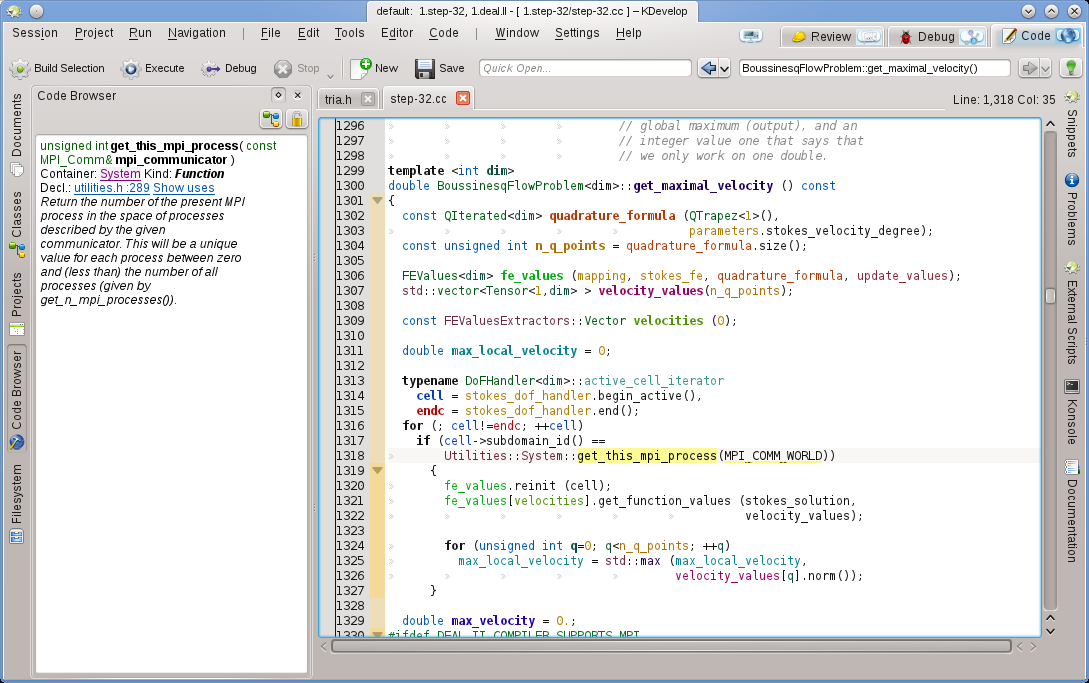 default:  1.step-32, 1.deal.II - [ 1.step-32/step-32.cc ] – KDevelop
Session Project Run Navigation | File Edit Tools Editor Code | Window Settings Help Review Debug Code
Build Selection Execute Debug Stop New Save Quick Open... BoussinesqFlowProblem::get_maximal_velocity()
Documents
Classes
Projects
Code Browser
Filesystem
Code Browser
unsigned int get_this_mpi_process( const
MPI_Comm& mpi_communicator )
Container: System Kind: Function
Decl.: utilities.h :289 Show uses
Return the number of the present MPI
process in the space of processes
described by the given
communicator. This will be a unique
value for each process between zero
and (less than) the number of all
processes (given by
get_n_mpi_processes()).
tria.h step-32.cc Line: 1,318 Col: 35
1296 // global maximum (output), and an
1297 // integer value one that says that
1298 // we only work on one double.
1299 template <int dim>
1300 double BoussinesqFlowProblem<dim>::get_maximal_velocity () const
1301 {
1302 const QIterated<dim> quadrature_formula (QTrapez<1>(),
1303 parameters.stokes_velocity_degree);
1304 const unsigned int n_q_points = quadrature_formula.size();
1305
1306 FEValues<dim> fe_values (mapping, stokes_fe, quadrature_formula, update_values);
1307 std::vector<Tensor<1,dim> > velocity_values(n_q_points);
1308
1309 const FEValuesExtractors::Vector velocities (0);
1310
1311 double max_local_velocity = 0;
1312
1313 typename DoFHandler<dim>::active_cell_iterator
1314 cell = stokes_dof_handler.begin_active(),
1315 endc = stokes_dof_handler.end();
1316 for (; cell!=endc; ++cell)
1317 if (cell->subdomain_id() ==
1318 Utilities::System::get_this_mpi_process(MPI_COMM_WORLD))
1319 {
1320 fe_values.reinit (cell);
1321 fe_values[velocities].get_function_values (stokes_solution,
1322 velocity_values);
1323
1324 for (unsigned int q=0; q<n_q_points; ++q)
1325 max_local_velocity = std::max (max_local_velocity,
1326 velocity_values[q].norm());
1327 }
1328
1329 double max_velocity = 0.;
1330 #ifdef DEAL_II_COMPILER_SUPPORTS_MPI
Snippets
Problems
External Scripts
Konsole
Documentation